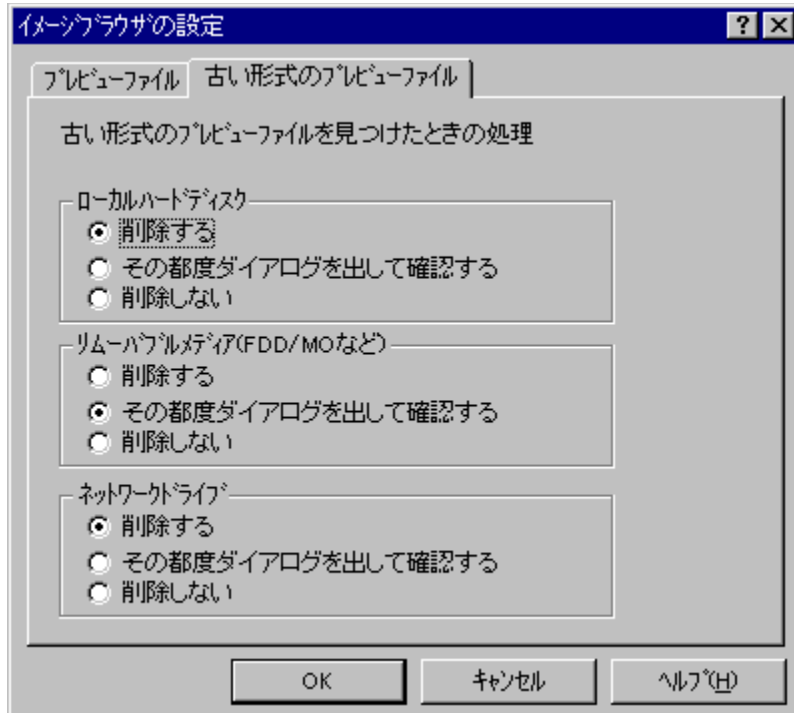 ｲﾒｰｼﾞﾌﾞﾗｳｻﾞの設定
ﾌﾟﾚﾋﾞｭｰﾌｧｲﾙ 古い形式のﾌﾟﾚﾋﾞｭｰﾌｧｲﾙ
古い形式のﾌﾟﾚﾋﾞｭｰﾌｧｲﾙを見つけたときの処理
ﾛｰｶﾙﾊｰﾄﾞﾃﾞｨｽｸ
削除する
その都度ダイアログを出して確認する
削除しない
ﾘﾑｰﾊﾞﾌﾞﾙﾒﾃﾞｨｱ(FDD/MOなど)
削除する
その都度ダイアログを出して確認する
削除しない
ﾈｯﾄﾜｰｸﾄﾞﾗｲﾌﾞ
削除する
その都度ダイアログを出して確認する
削除しない
OK ｷｬﾝｾﾙ ﾍﾙﾌﾟ(H)